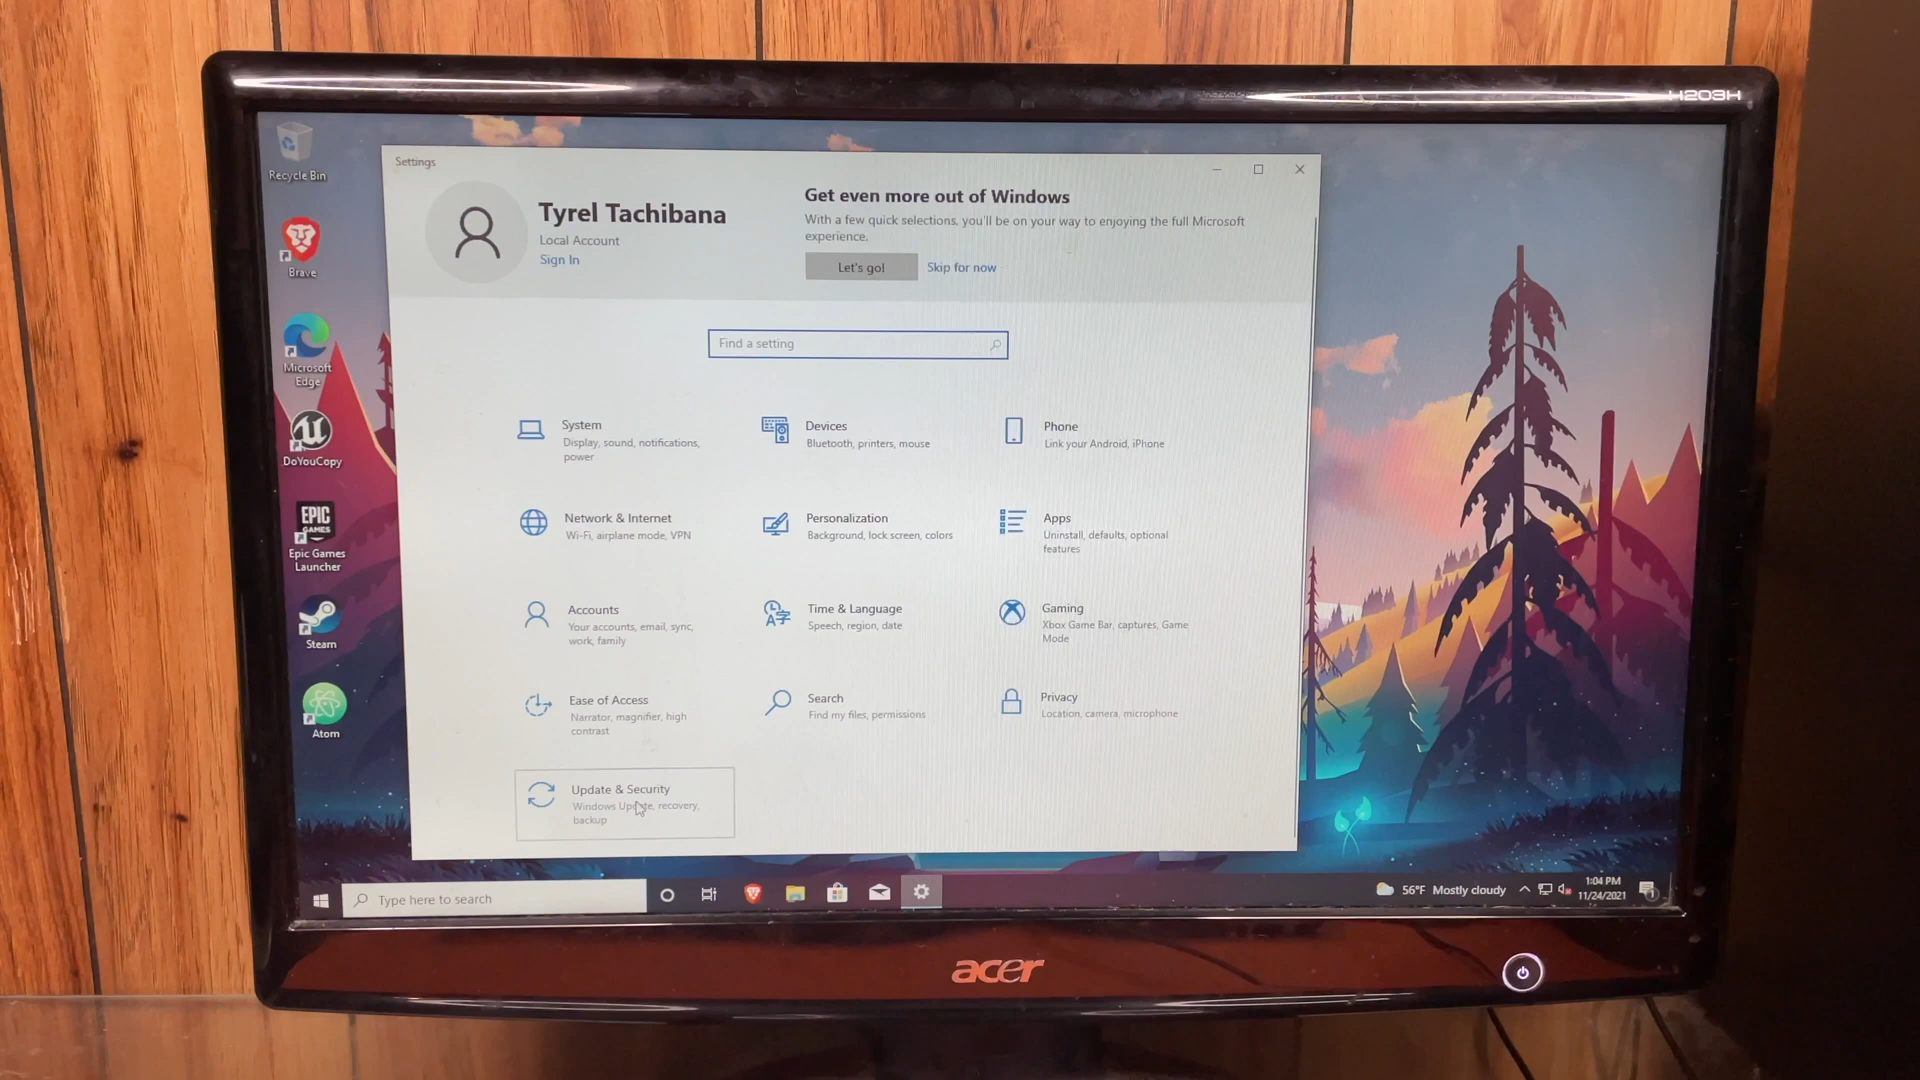 H203H
Recycle Bin
Brave
Microsoft
Edge
DoYouCopy
EPIC
GAMES
Epic Games
Launcher
Steam
Atom
Settings
Tyrel Tachibana
Local Account
Sign In
Get even more out of Windows
With a few quick selections, you'll be on your way to enjoying the full Microsoft
experience.
Let's go!
Skip for now
Find a setting
System
Display, sound, notifications,
power
Devices
Bluetooth, printers, mouse
Phone
Link your Android, iPhone
Network & Internet
Wi-Fi, airplane mode, VPN
Personalization
Background, lock screen, colors
Apps
Uninstall, defaults, optional
features
Accounts
Your accounts, email, sync,
work, family
Time & Language
Speech, region, date
Gaming
Xbox Game Bar, captures, Game
Mode
Ease of Access
Narrator, magnifier, high
contrast
Search
Find my files, permissions
Privacy
Location, camera, microphone
Update & Security
Windows Update, recovery,
backup
Type here to search
56°F Mostly cloudy
1:04 PM
11/24/2021
1
acer